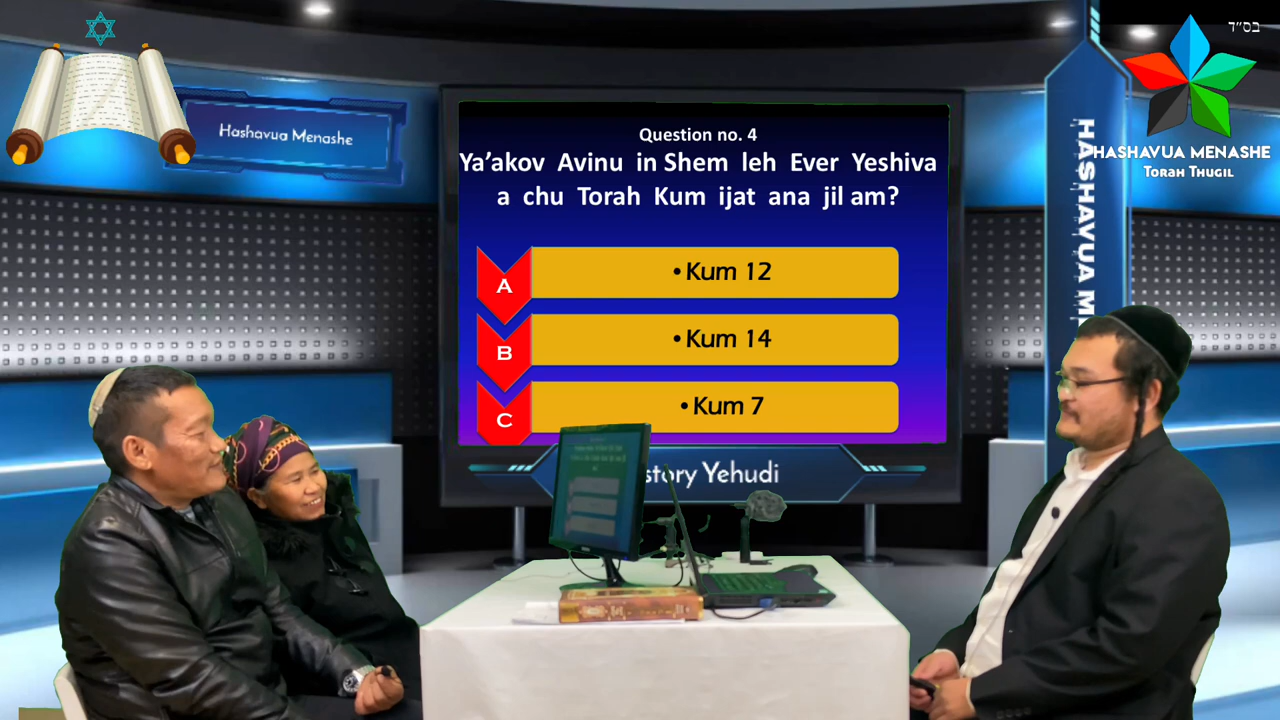 בס״ד
Hashavua Menashe
HASHAVUA MENASHE
TORAH THUGIL
HASHAVUA M
Question no. 4
Ya’akov Avinu in Shem leh Ever Yeshiva
a chu Torah Kum ijat ana jil am?
A
• Kum 12
B
• Kum 14
C
• Kum 7
story Yehudi